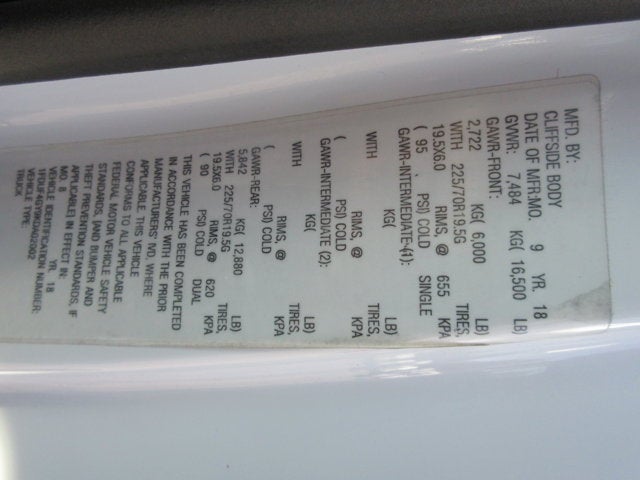 MFD. BY:
CLIFFSIDE BODY
DATE OF MFR.MO. 9 YR. 18
GVWR: 7,484 KG( 16,500 LB)
GAWR-FRONT:
2,722 KG( 6,000 LB)
WITH 225/70R19.5G TIRES,
19.5X6.0 RIMS, @ 655 KPA
( 95 PSI) COLD SINGLE
GAWR-INTERMEDIATE (1):
KG( LB)
WITH TIRES,
RIMS, @ KPA
( PSI) COLD
GAWR-INTERMEDIATE (2):
KG( LB)
WITH TIRES,
RIMS, @ KPA
( PSI) COLD
GAWR-REAR:
5,842 KG( 12,880 LB)
WITH 225/70R19.5G TIRES,
19.5X6.0 RIMS, @ 620 KPA
( 90 PSI) COLD DUAL
THIS VEHICLE HAS BEEN COMPLETED
IN ACCORDANCE WITH THE PRIOR
MANUFACTURERS' IVD, WHERE
APPLICABLE. THIS VEHICLE
CONFORMS TO ALL APPLICABLE
FEDERAL MOTOR VEHICLE SAFETY
STANDARDS, [AND BUMPER AND
THEFT PREVENTION STANDARDS, IF
APPLICABLE] IN EFFECT IN:
MO. 8 YR. 18
VEHICLE IDENTIFICATION NUMBER:
VEHICLE TYPE:
TRUCK